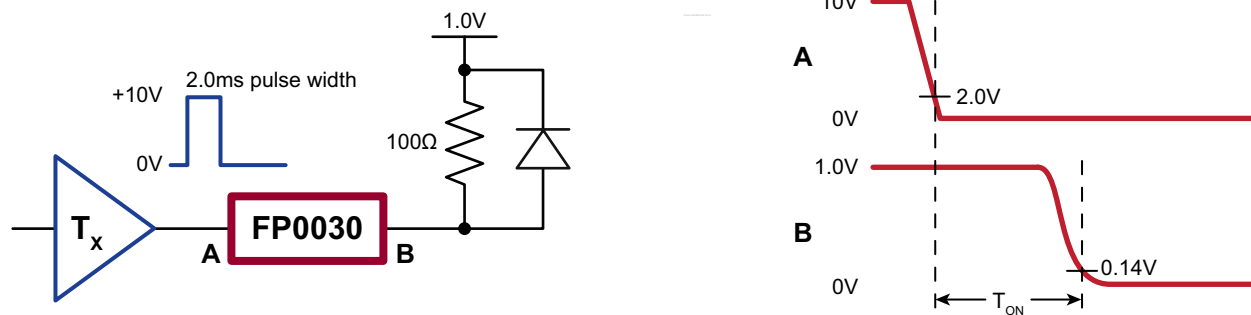 1.0V
2.0ms pulse width
+10V
0V
100Ω
Tx
FP0030
A
B
10V
A
2.0V
0V
1.0V
B
0.14V
0V
TON